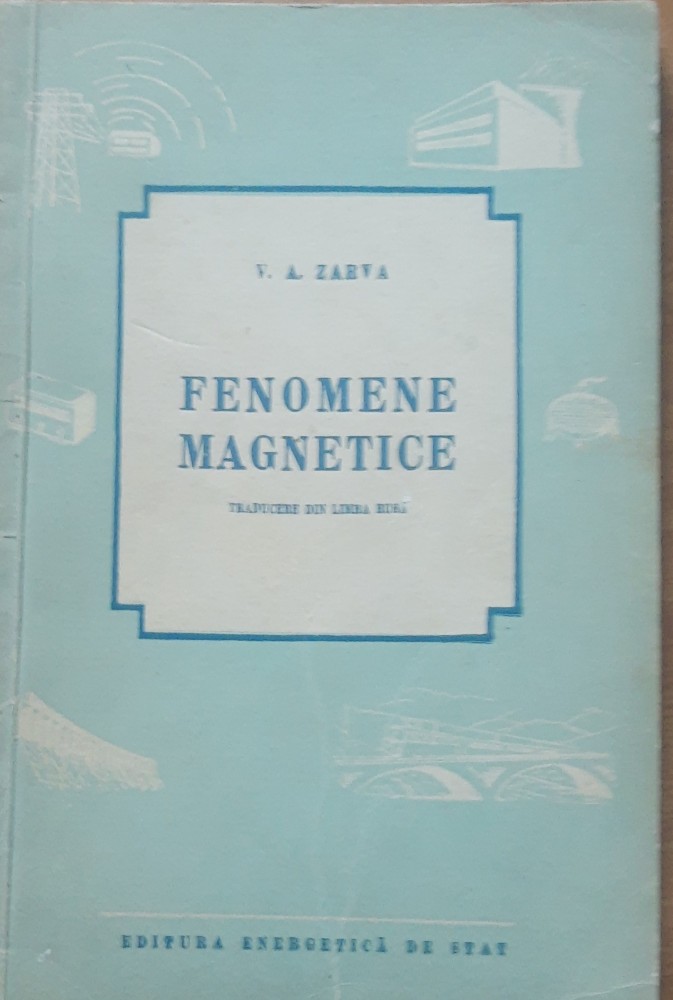 V. A. ZARVA
FENOMENE
MAGNETICE
TRADUCERE DIN LIMBA RUSĂ
EDITURA ENERGETICĂ DE STAT